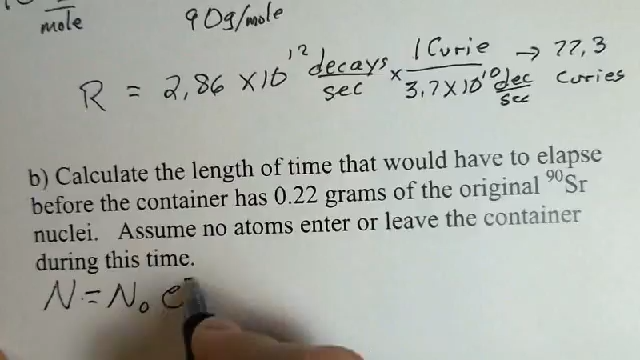 mole 90g/mole
R = 2.86 × 10^12 decays/sec × 1 Curie / 3.7 × 10^10 dec/sec → 77.3 Curies
b) Calculate the length of time that would have to elapse
before the container has 0.22 grams of the original ⁹⁰Sr
nuclei. Assume no atoms enter or leave the container
during this time.
N = N₀ e